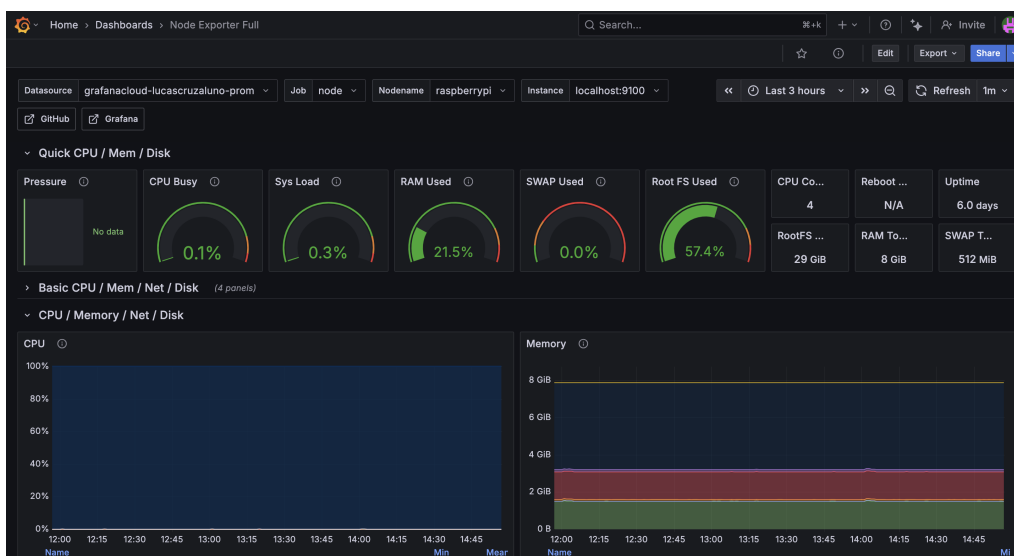 Home › Dashboards › Node Exporter Full
Search...
⌘+k
Invite
Edit
Export
Share
Datasource grafanacloud-lucascruzaluno-prom
Job node
Nodename raspberrypi
Instance localhost:9100
Last 3 hours
Refresh 1m
GitHub
Grafana
Quick CPU / Mem / Disk
Pressure
No data
CPU Busy
0.1%
Sys Load
0.3%
RAM Used
21.5%
SWAP Used
0.0%
Root FS Used
57.4%
CPU Co...
4
Reboot ...
N/A
Uptime
6.0 days
RootFS ...
29 GiB
RAM To...
8 GiB
SWAP T...
512 MiB
Basic CPU / Mem / Net / Disk (4 panels)
CPU / Memory / Net / Disk
CPU
100%
80%
60%
40%
20%
0%
12:00 12:15 12:30 12:45 13:00 13:15 13:30 13:45 14:00 14:15 14:30 14:45
Name Min Mear
Memory
8 GiB
6 GiB
4 GiB
2 GiB
0 B
12:00 12:15 12:30 12:45 13:00 13:15 13:30 13:45 14:00 14:15 14:30 14:45
Name Mi